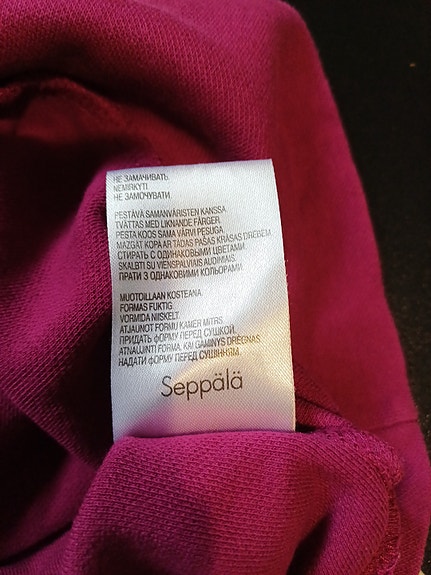 НЕ ЗАМАЧИВАТЬ.
NEMIRKYTI
НЕ ЗАМОЧУВАТИ.
PESTÄVÄ SAMANVÄRISTEN KANSSA.
TVÄTTAS MED LIKNANDE FÄRGER.
PESTA KOOS SAMA VÄRVI PESUGA.
MAZGĀT KOPĀ AR TĀDAS PAŠAS KRĀSAS DRĒBĒM.
СТИРАТЬ С ОДИНАКОВЫМИ ЦВЕТАМИ.
SKALBTI SU VIENSPALVIAIS AUDINIAIS.
ПРАТИ З ОДНАКОВИМИ КОЛЬОРАМИ.
MUOTOILLAAN KOSTEANA.
FORMAS FUKTIG.
VORMIDA NIISKELT.
ATJAUNOT FORMU KAMĒR MITRS.
ПРИДАТЬ ФОРМУ ПЕРЕД СУШКОЙ.
ATNAUJINTI FORMĄ, KAI GAMINYS DRĖGNAS.
НАДАТИ ФОРМУ ПЕРЕД СУШІННЯМ.
Seppälä